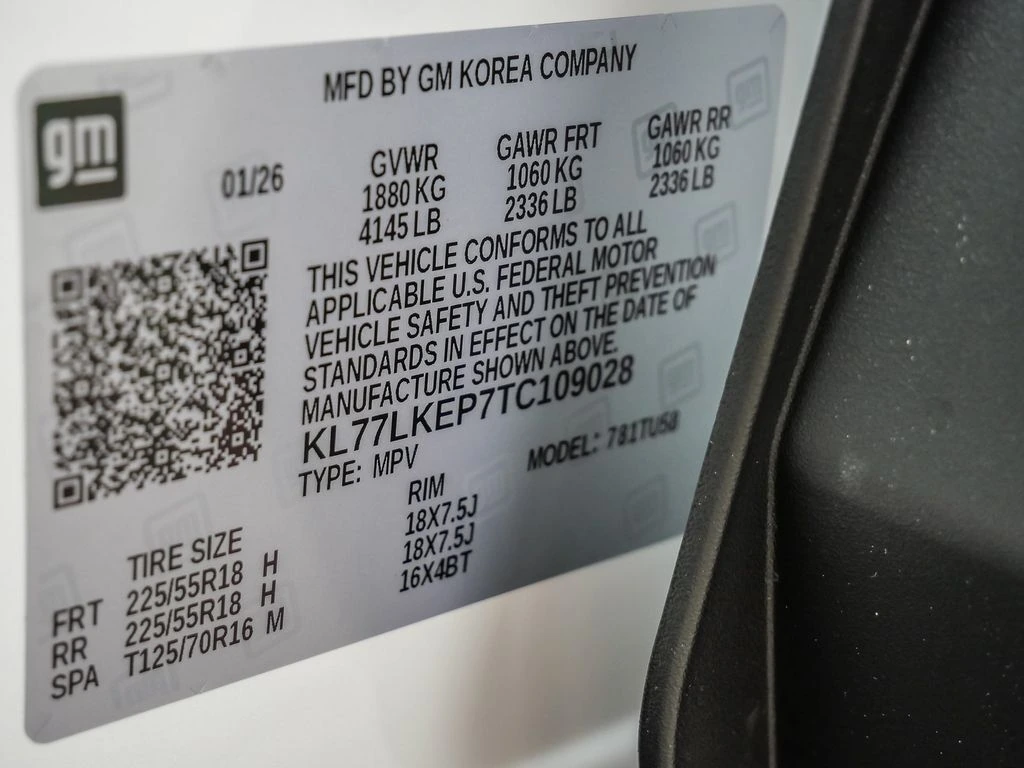 MFD BY GM KOREA COMPANY
gm
01/26
GVWR GAWR FRT GAWR RR
1880 KG 1060 KG 1060 KG
4145 LB 2336 LB 2336 LB
THIS VEHICLE CONFORMS TO ALL
APPLICABLE U.S. FEDERAL MOTOR
VEHICLE SAFETY AND THEFT PREVENTION
STANDARDS IN EFFECT ON THE DATE OF
MANUFACTURE SHOWN ABOVE.
KL77LKEP7TC109028
TYPE: MPV MODEL: 781TU58
TIRE SIZE RIM
FRT 225/55R18 H 18X7.5J
RR 225/55R18 H 18X7.5J
SPA T125/70R16 M 16X4BT